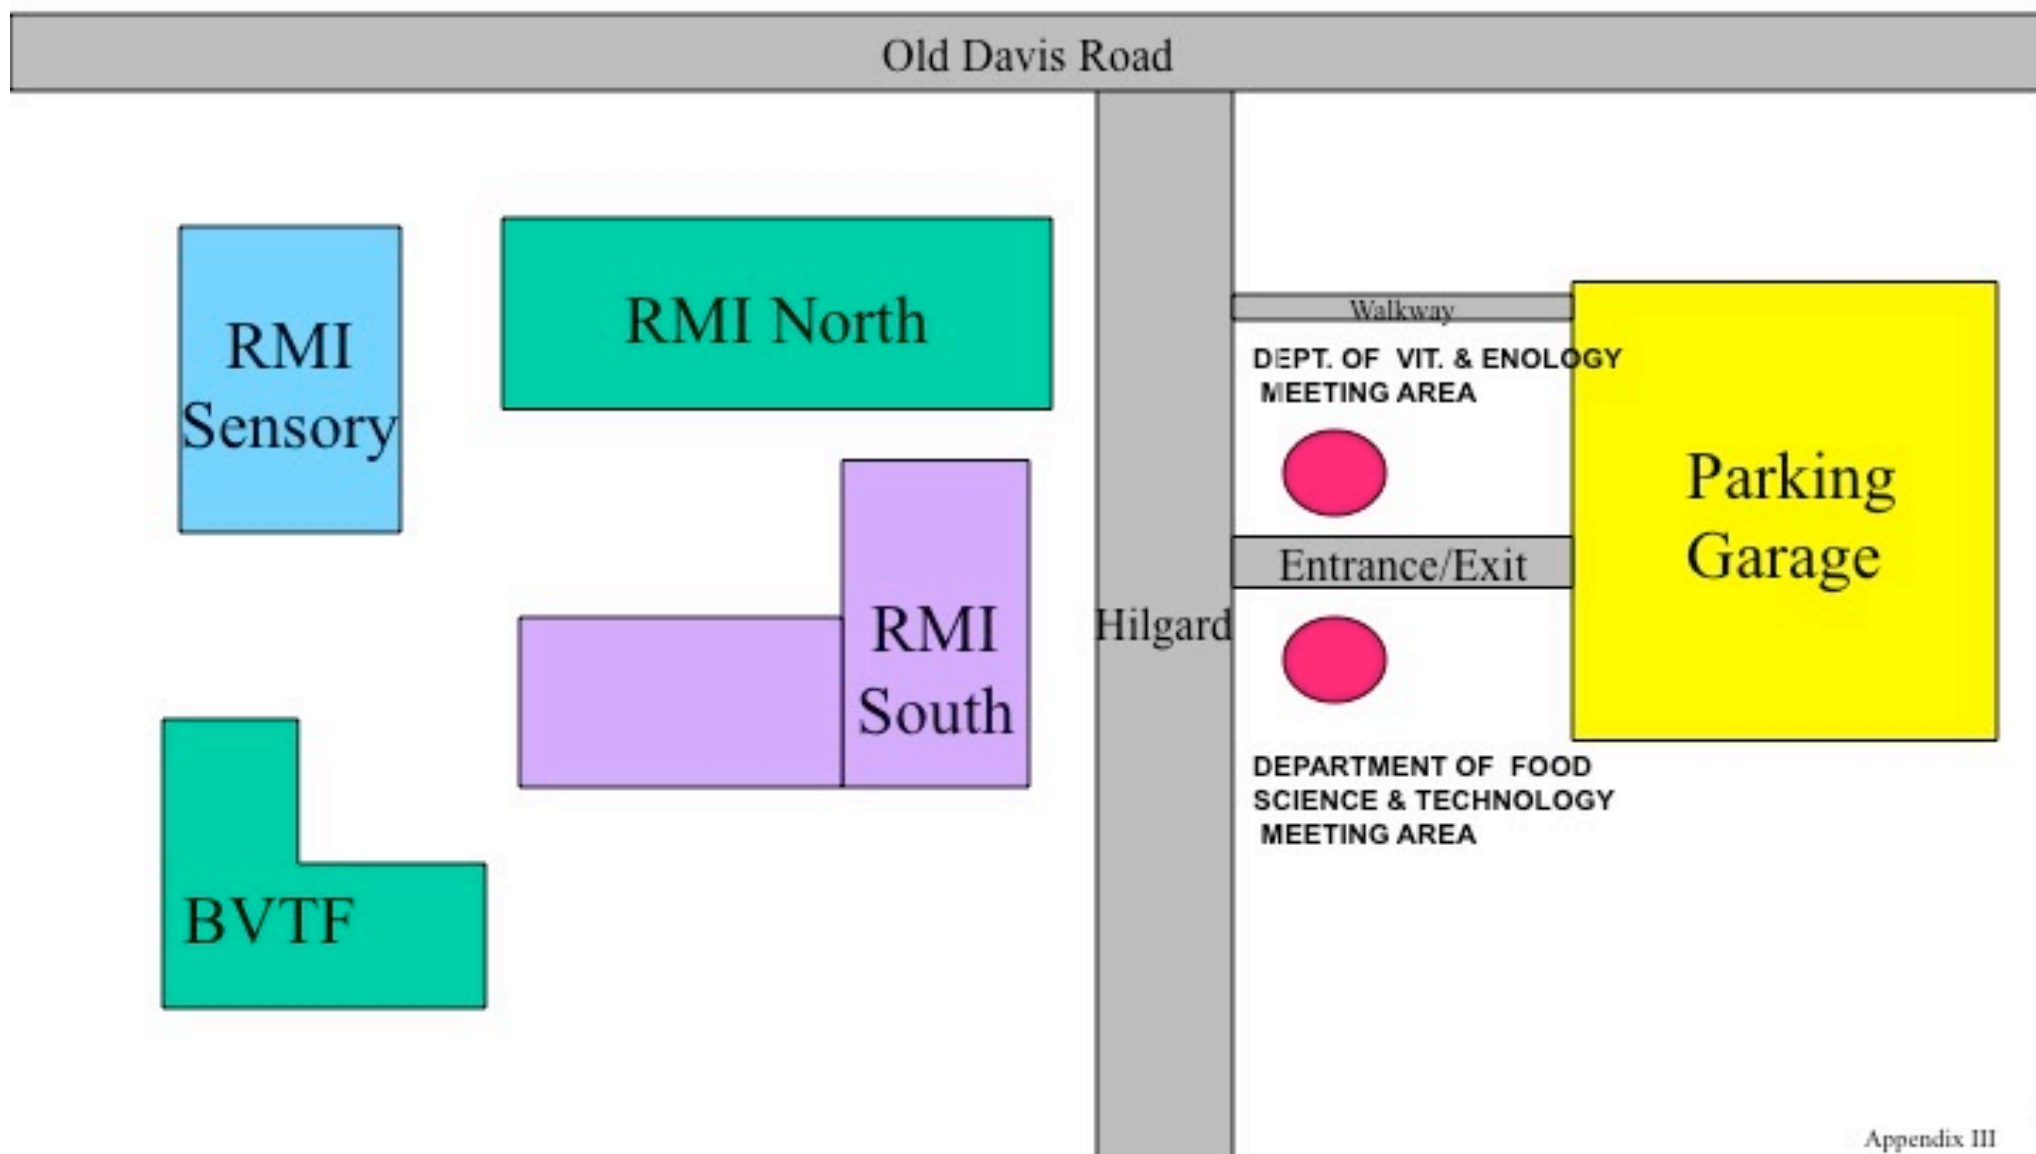 Old Davis Road
RMI
Sensory
RMI North
Walkway
DEPT. OF VIT. & ENOLOGY
MEETING AREA
Parking
Garage
Entrance/Exit
Hilgard
RMI
South
DEPARTMENT OF FOOD
SCIENCE & TECHNOLOGY
MEETING AREA
BVTF
Appendix III